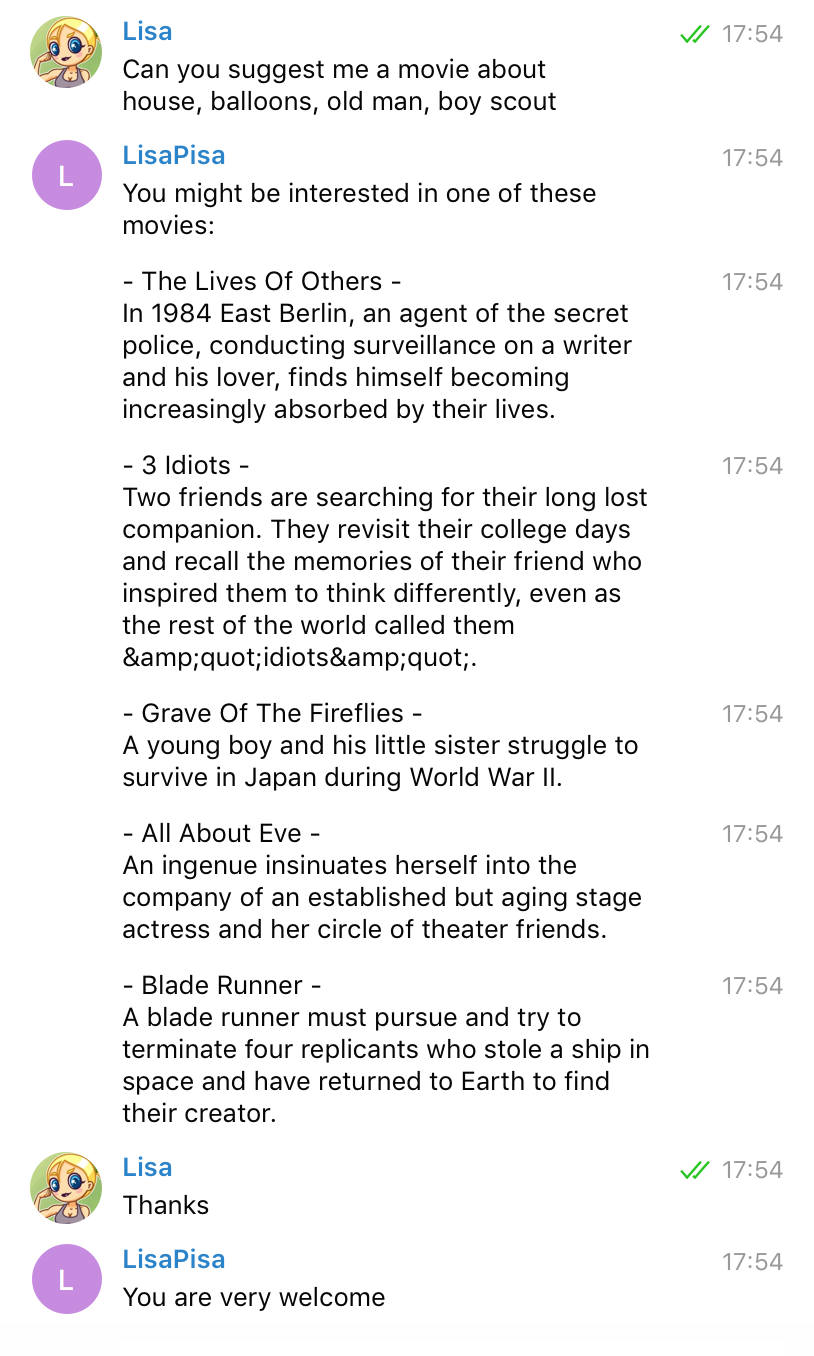 Lisa 17:54
Can you suggest me a movie about
house, balloons, old man, boy scout
L
LisaPisa 17:54
You might be interested in one of these
movies:
- The Lives Of Others - 17:54
In 1984 East Berlin, an agent of the secret
police, conducting surveillance on a writer
and his lover, finds himself becoming
increasingly absorbed by their lives.
- 3 Idiots - 17:54
Two friends are searching for their long lost
companion. They revisit their college days
and recall the memories of their friend who
inspired them to think differently, even as
the rest of the world called them
&amp;quot;idiots&amp;quot;.
- Grave Of The Fireflies - 17:54
A young boy and his little sister struggle to
survive in Japan during World War II.
- All About Eve - 17:54
An ingenue insinuates herself into the
company of an established but aging stage
actress and her circle of theater friends.
- Blade Runner - 17:54
A blade runner must pursue and try to
terminate four replicants who stole a ship in
space and have returned to Earth to find
their creator.
Lisa 17:54
Thanks
L
LisaPisa 17:54
You are very welcome